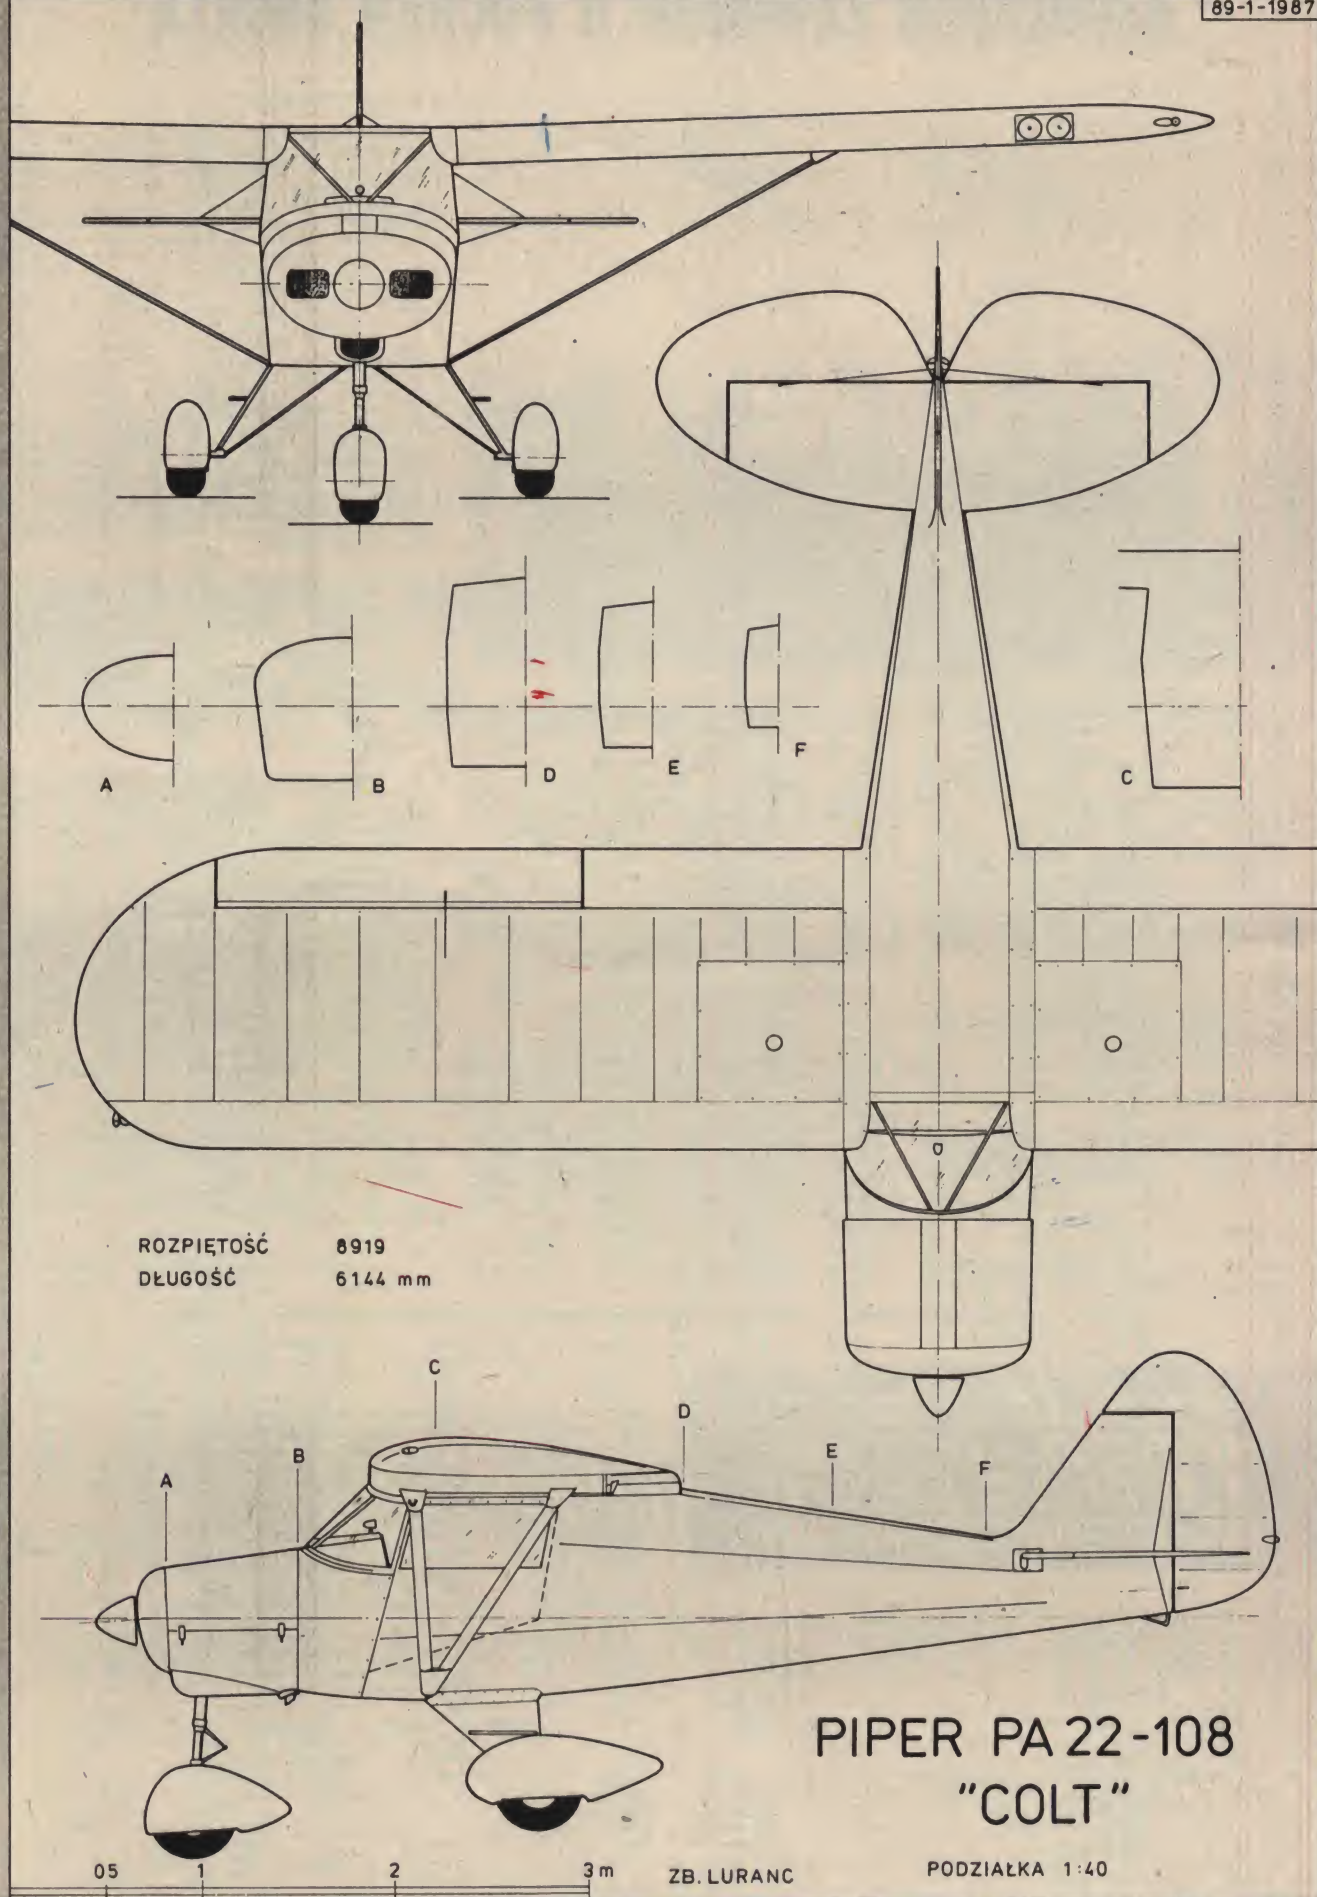 89-1-1987
A
B
D
E
F
C
ROZPIĘTOŚĆ 8919
DŁUGOŚĆ 6144 mm
C
D
E
F
B
A
PIPER PA 22-108
"COLT"
05 1 2 3 m
ZB. LURANC
PODZIAŁKA 1:40